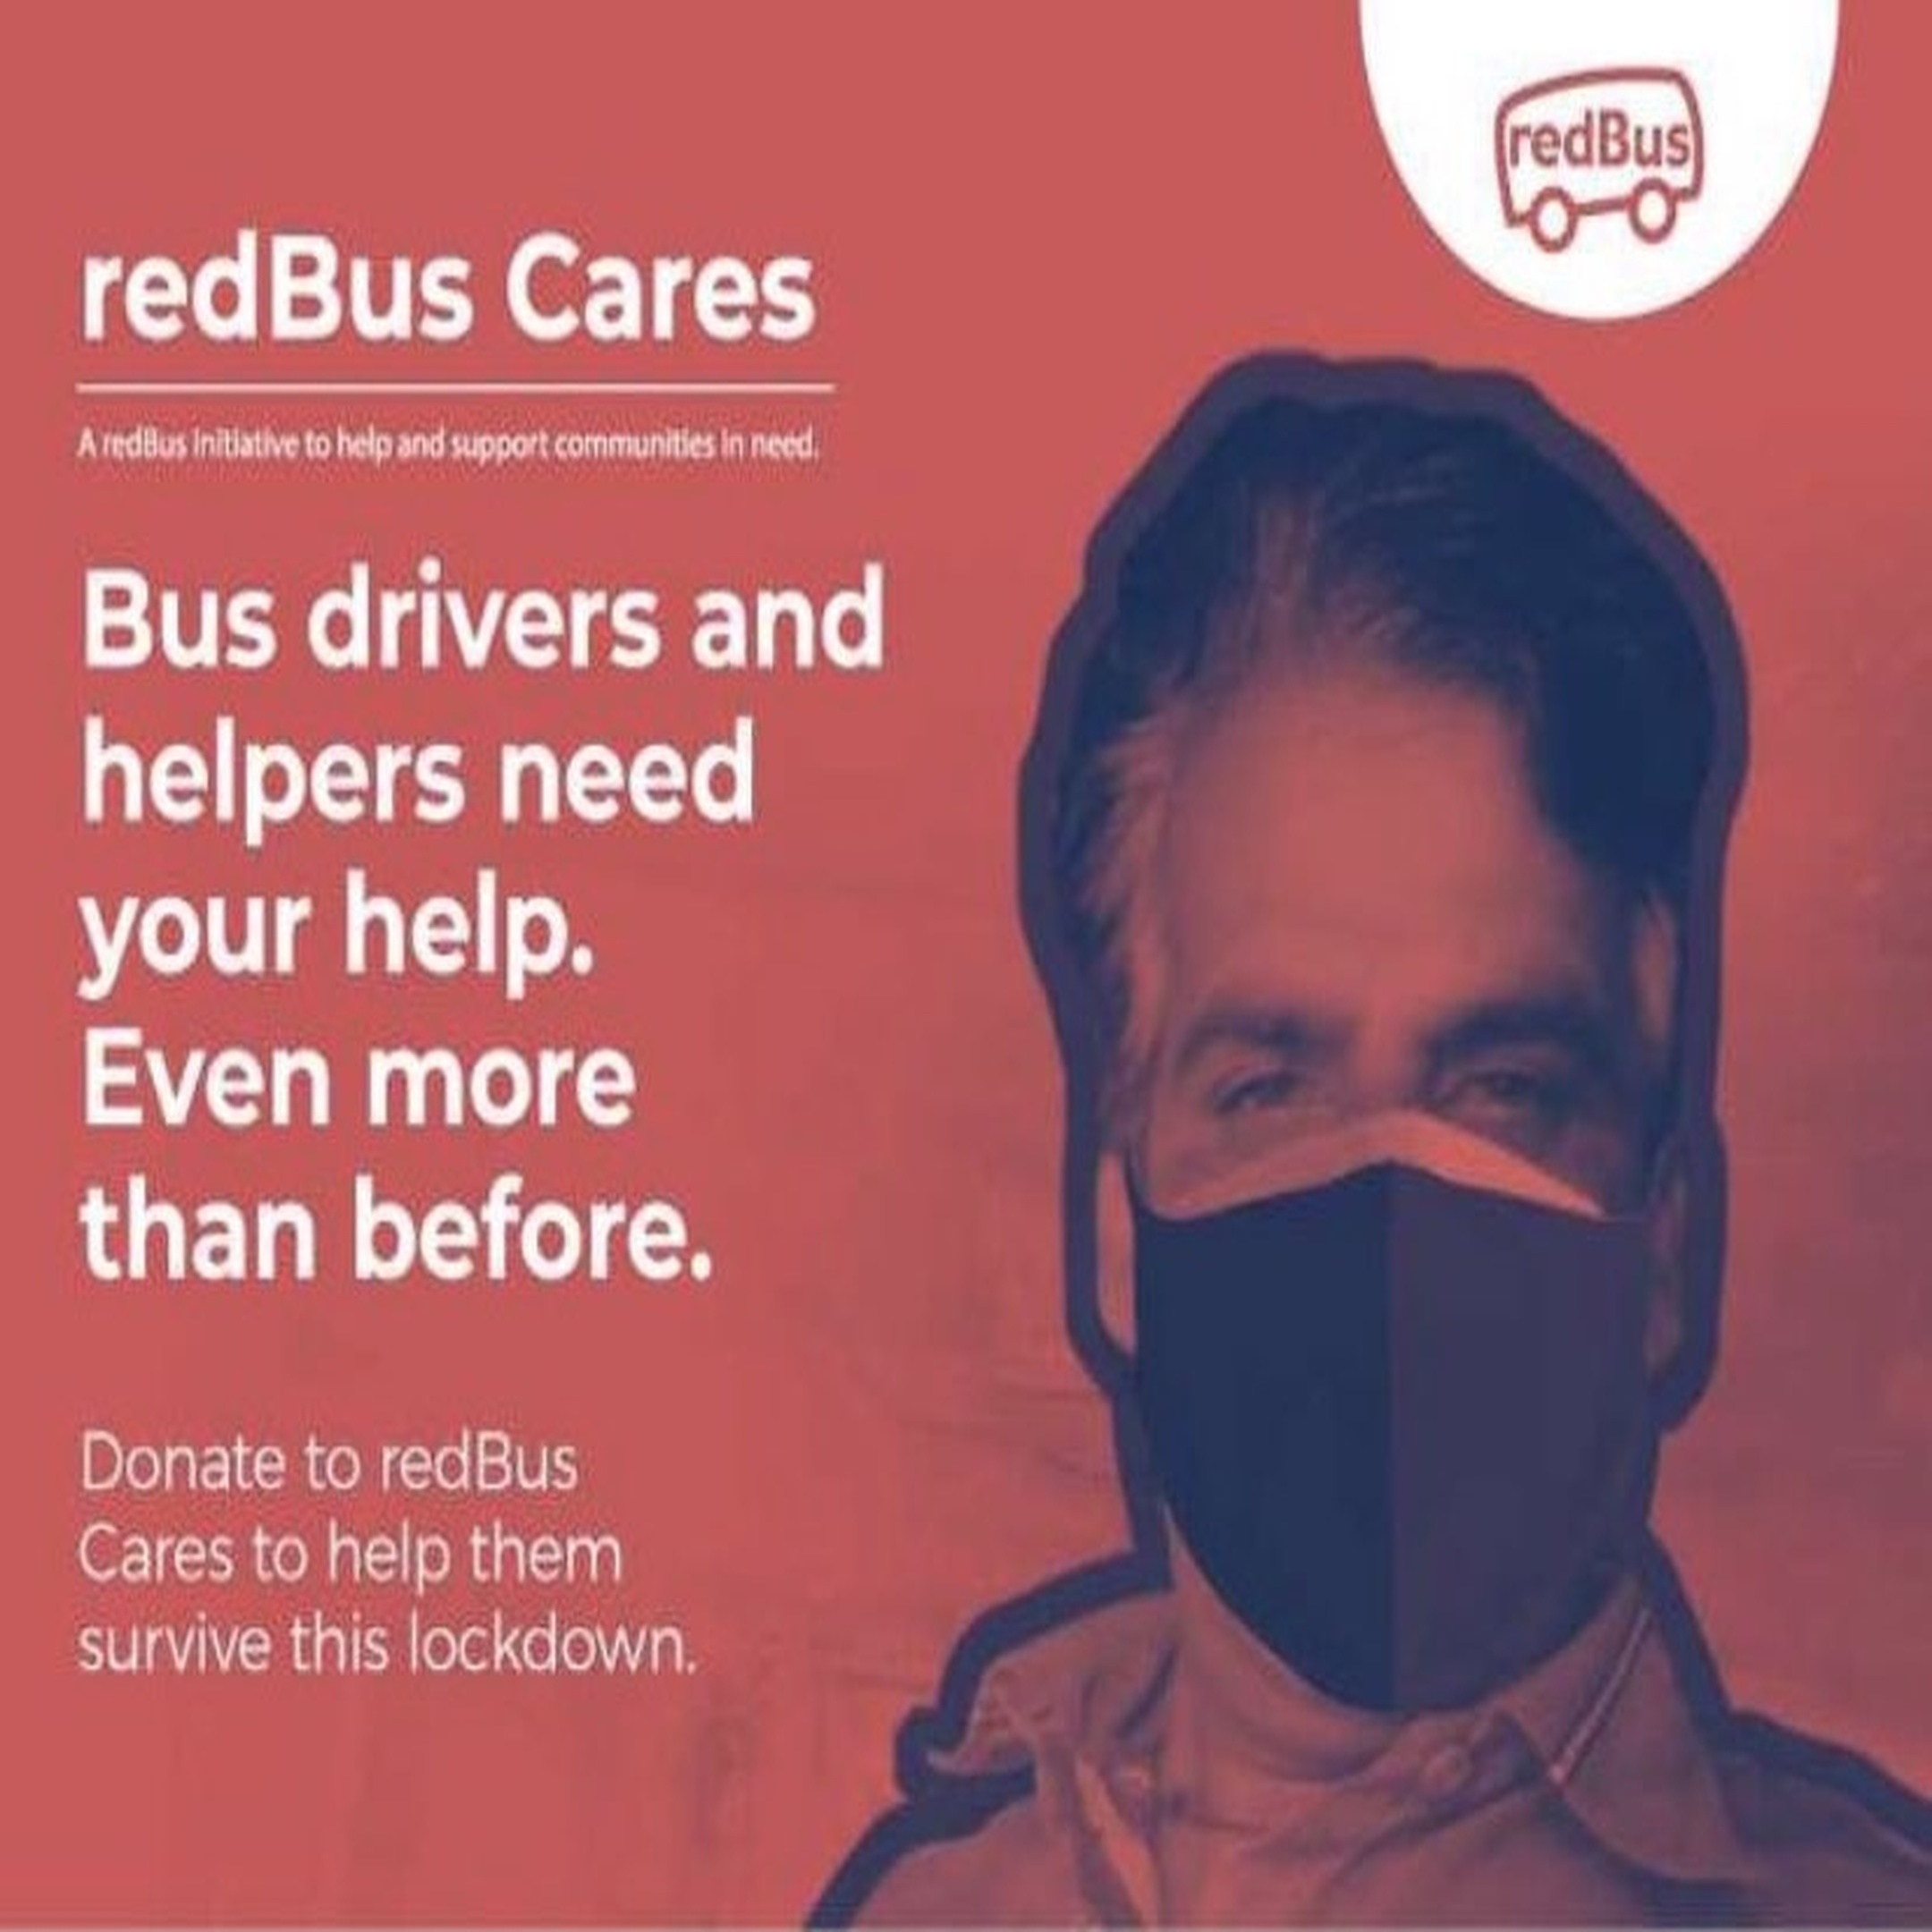 redBus
redBus Cares
A redBus initiative to help and support communities in need.
Bus drivers and
helpers need
your help.
Even more
than before.
Donate to redBus
Cares to help them
survive this lockdown.